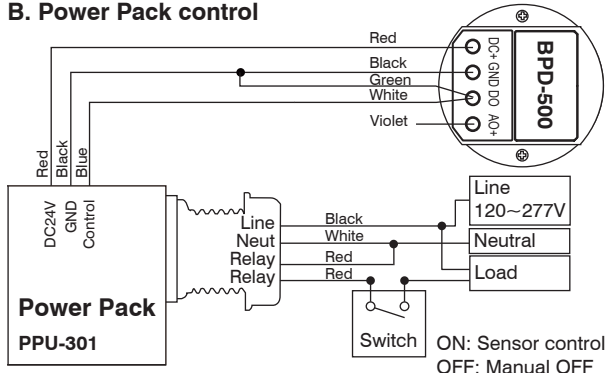 B. Power Pack control
Red
Black
Green
White
Violet
DC+
GND
DO
AO+
BPD-500
Red
Black
Blue
DC24V
GND
Control
Power Pack
PPU-301
Line
Neut
Relay
Relay
Black
White
Red
Red
Line
120~277V
Neutral
Load
Switch
ON: Sensor control
OFF: Manual OFF